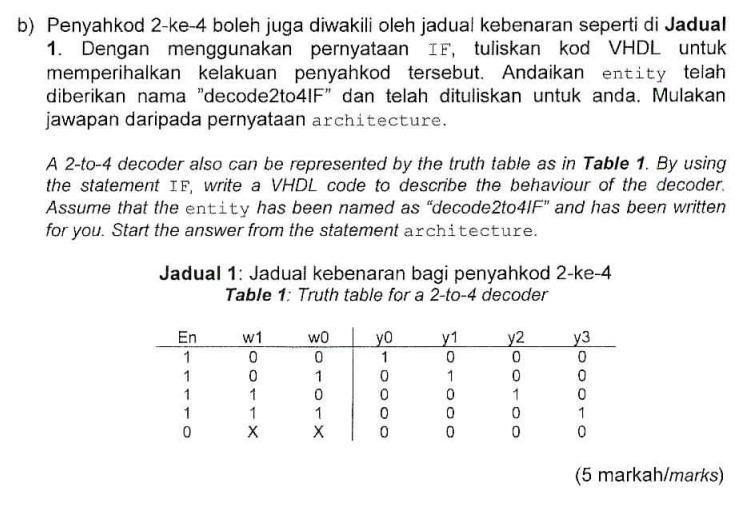 b) Penyahkod 2-ke-4 boleh juga diwakili oleh jadual kebenaran seperti di Jadual
1. Dengan menggunakan pernyataan IF, tuliskan kod VHDL untuk
memperihalkan kelakuan penyahkod tersebut. Andaikan entity telah
diberikan nama "decode2to4IF" dan telah dituliskan untuk anda. Mulakan
jawapan daripada pernyataan architecture.
A 2-to-4 decoder also can be represented by the truth table as in Table 1. By using
the statement IF, write a VHDL code to describe the behaviour of the decoder.
Assume that the entity has been named as "decode2to4IF" and has been written
for you. Start the answer from the statement architecture.
Jadual 1: Jadual kebenaran bagi penyahkod 2-ke-4
Table 1: Truth table for a 2-to-4 decoder
En w1 w0 y0 y1 y2 y3
1 0 0 1 0 0 0
1 0 1 0 1 0 0
1 1 0 0 0 1 0
1 1 1 0 0 0 1
0 X X 0 0 0 0
(5 markah/marks)